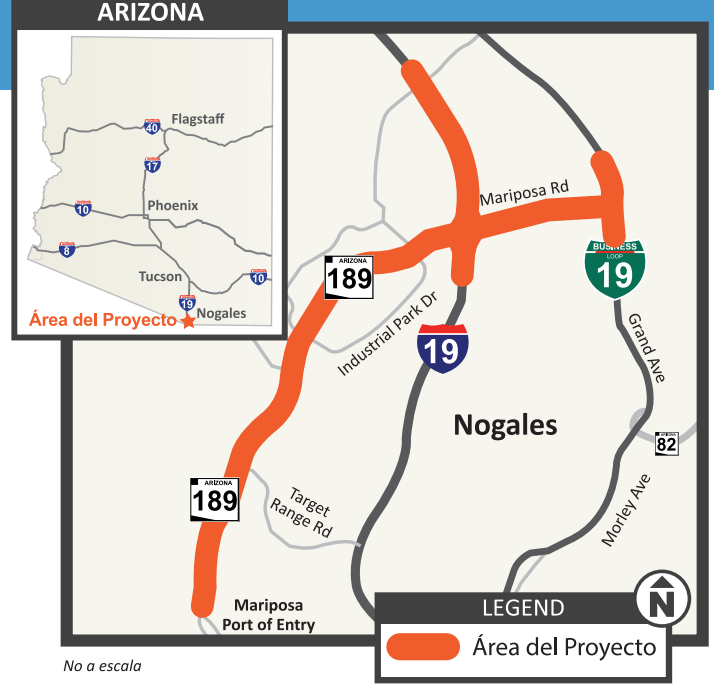 ARIZONA
40
Flagstaff
17
10
Phoenix
8
Tucson
10
19
Nogales
Área del Proyecto
Mariposa Rd
ARIZONA
189
BUSINESS
LOOP
19
Industrial Park Dr
19
Grand Ave
Nogales
82
ARIZONA
189
Target
Range Rd
Morley Ave
Mariposa
Port of Entry
N
LEGEND
Área del Proyecto
No a escala